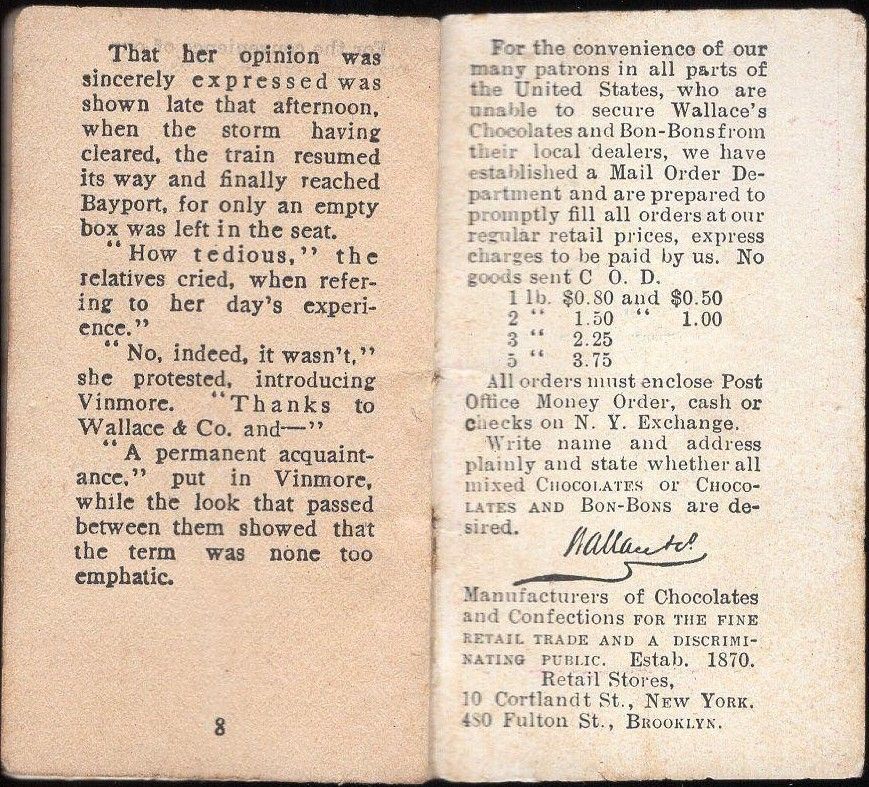 That her opinion was
sincerely expressed was
shown late that afternoon,
when the storm having
cleared, the train resumed
its way and finally reached
Bayport, for only an empty
box was left in the seat.
"How tedious," the
relatives cried, when refer-
ing to her day's experi-
ence."
"No, indeed, it wasn't,"
she protested, introducing
Vinmore. "Thanks to
Wallace & Co. and—"
"A permanent acquaint-
ance," put in Vinmore,
while the look that passed
between them showed that
the term was none too
emphatic.
8
For the convenience of our
many patrons in all parts of
the United States, who are
unable to secure Wallace's
Chocolates and Bon-Bons from
their local dealers, we have
established a Mail Order De-
partment and are prepared to
promptly fill all orders at our
regular retail prices, express
charges to be paid by us. No
goods sent C. O. D.
1 lb. $0.80 and $0.50
2 " 1.50 " 1.00
3 " 2.25
5 " 3.75
All orders must enclose Post
Office Money Order, cash or
checks on N. Y. Exchange.
Write name and address
plainly and state whether all
mixed CHOCOLATES or CHOCO-
LATES AND BON-BONS are de-
sired.
Wallace & Co.
Manufacturers of Chocolates
and Confections FOR THE FINE
RETAIL TRADE AND A DISCRIMI-
NATING PUBLIC. Estab. 1870.
Retail Stores,
10 Cortlandt St., NEW YORK.
480 Fulton St., BROOKLYN.